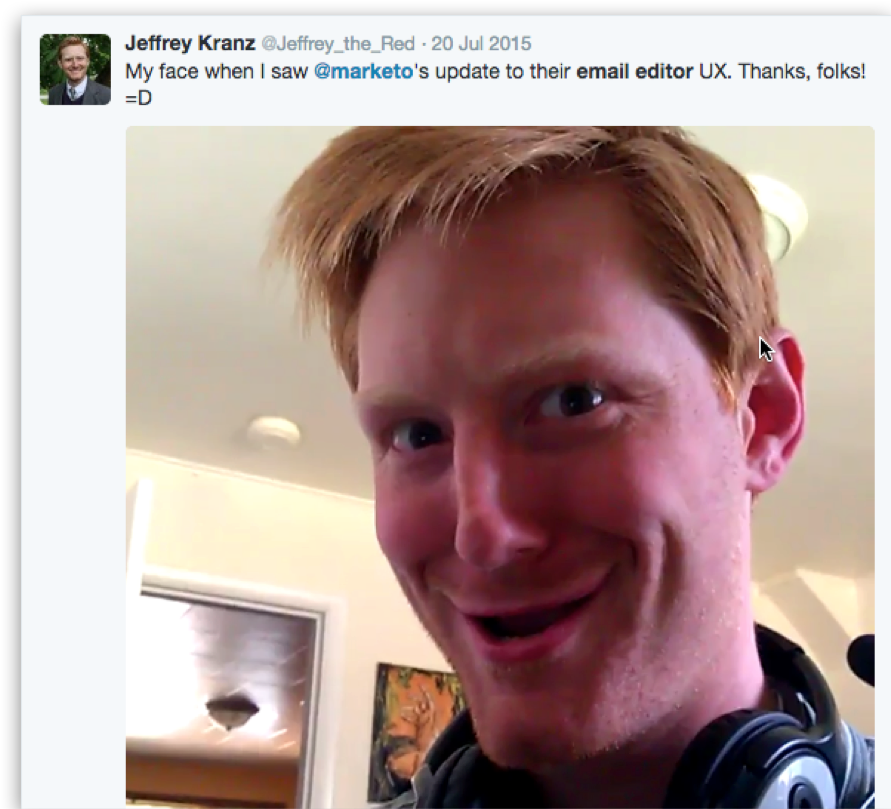 Jeffrey Kranz @Jeffrey_the_Red · 20 Jul 2015
My face when I saw @marketo's update to their email editor UX. Thanks, folks!
=D